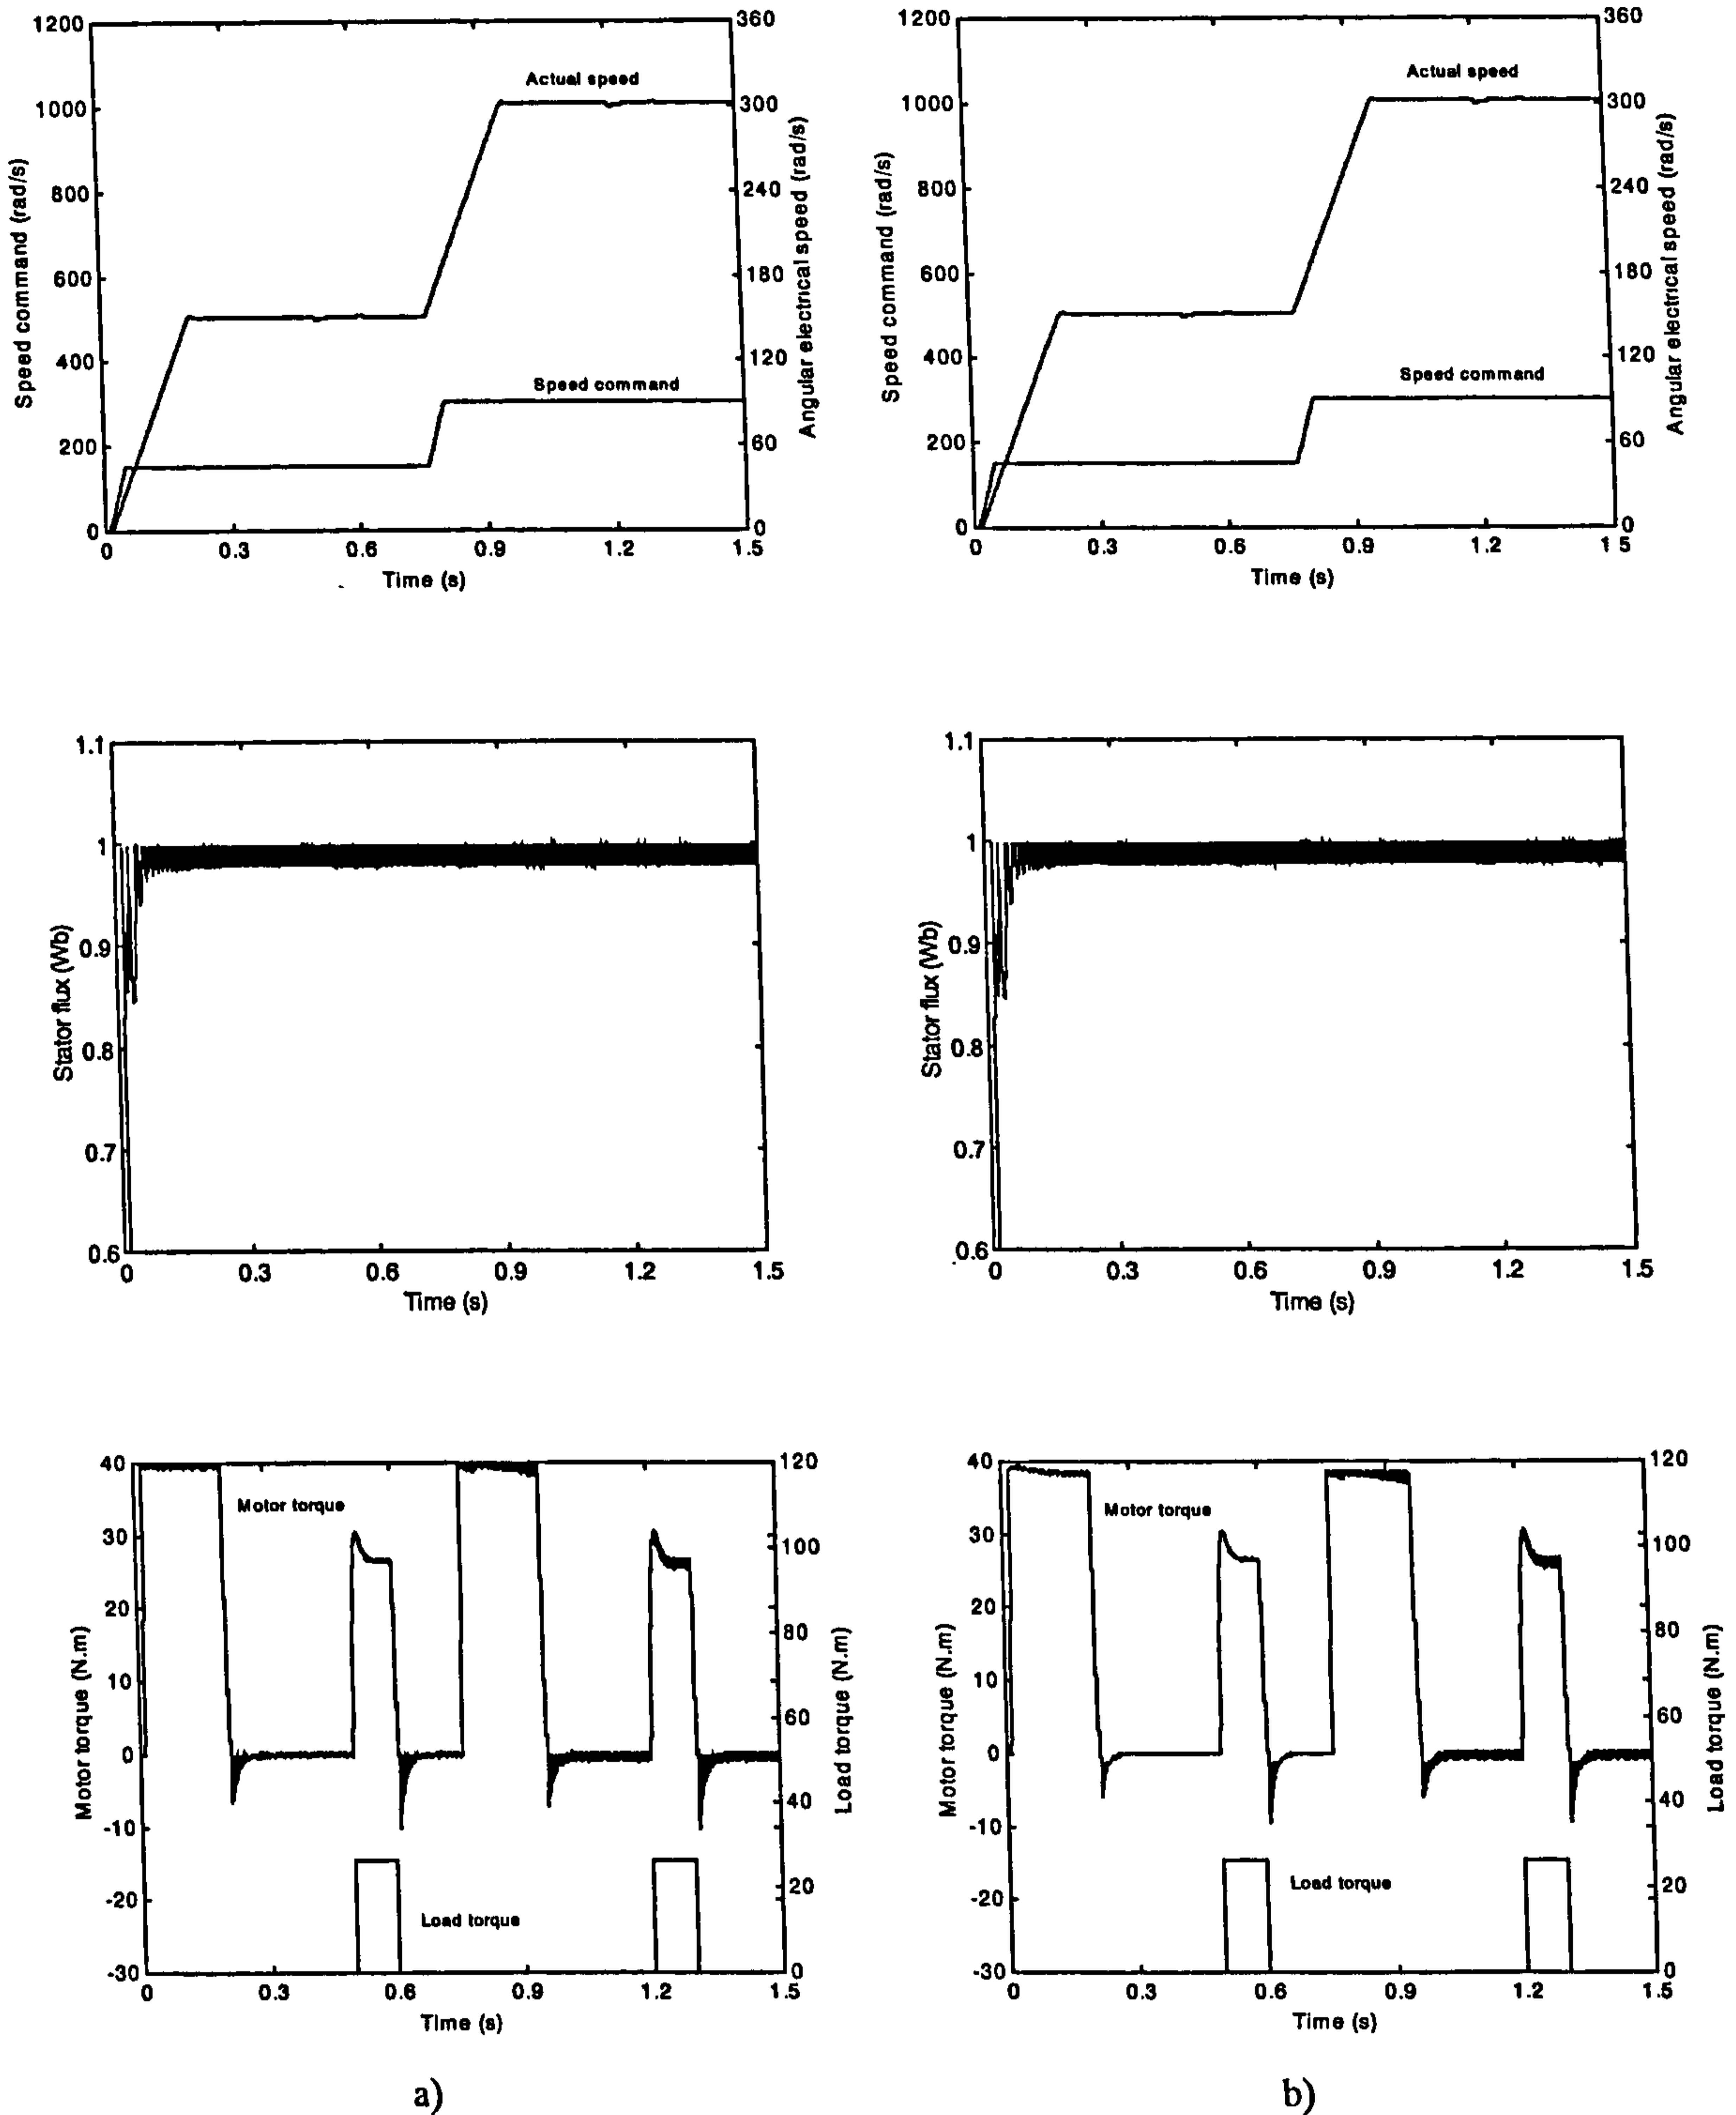 1200
1000
800
600
400
200
0
360
300
240
180
120
60
0
Speed command (rad/s)
Angular electrical speed (rad/s)
Actual speed
Speed command
0 0.3 0.6 0.9 1.2 1.5
Time (s)
1200
1000
800
600
400
200
0
360
300
240
180
120
60
0
Speed command (rad/s)
Angular electrical speed (rad/s)
Actual speed
Speed command
0 0.3 0.6 0.9 1.2 1 5
Time (s)
1.1
1
0.9
0.8
0.7
0.6
Stator flux (Wb)
0 0.3 0.6 0.9 1.2 1.5
Time (s)
1.1
1
0.9
0.8
0.7
0.6
Stator flux (Wb)
0 0.3 0.6 0.9 1.2 1.5
Time (s)
40
30
20
10
0
-10
-20
-30
120
100
80
60
40
20
0
Motor torque (N.m)
Load torque (N.m)
Motor torque
Load torque
0 0.3 0.6 0.9 1.2 1.5
Time (s)
40
30
20
10
0
-10
-20
-30
120
100
80
60
40
20
0
Motor torque (N.m)
Load torque (N.m)
Motor torque
Load torque
0 0.3 0.6 0.9 1.2 1.5
Time (s)
a)
b)